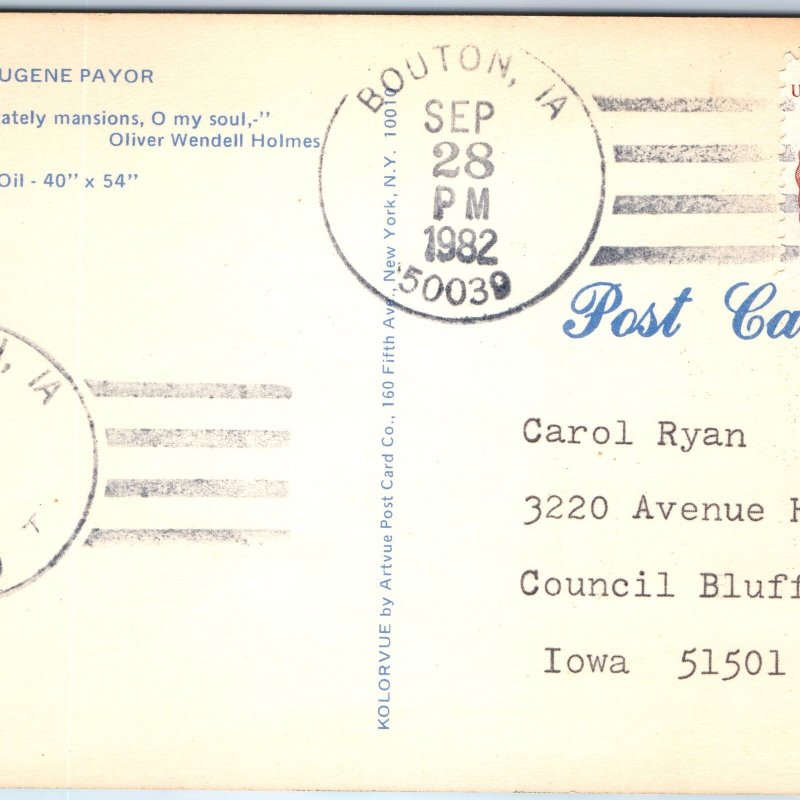 UGENE PAYOR
ately mansions, O my soul,-"
Oliver Wendell Holmes
Oil - 40" x 54"
BOUTON, IA
SEP
28
PM
1982
50039
Post Ca
KOLORVUE by Artvue Post Card Co., 160 Fifth Ave., New York, N.Y. 10010
N, IA
Carol Ryan
3220 Avenue
Council Bluff
Iowa 51501